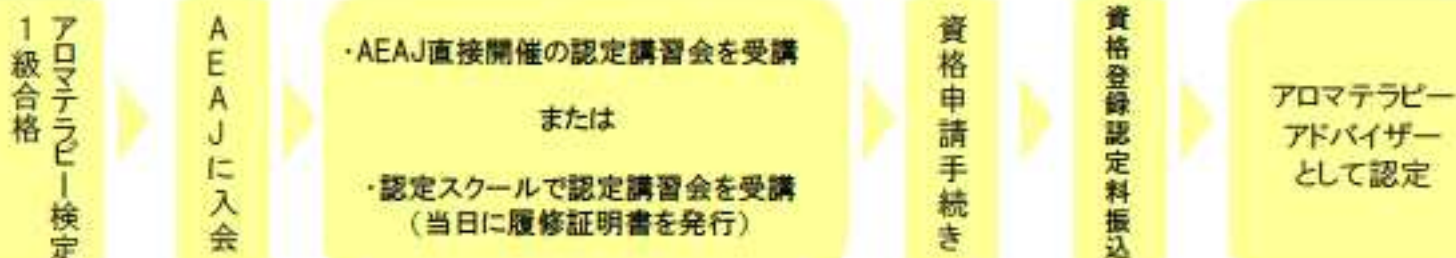 アロマテラピー検定
1級合格
AEAJに入会
・AEAJ直接開催の認定講習会を受講
または
・認定スクールで認定講習会を受講
（当日に履修証明書を発行）
資格申請手続き
資格登録認定料振込
アロマテラピー
アドバイザー
として認定